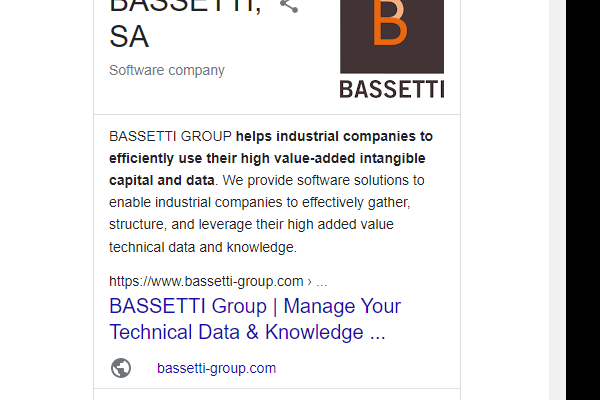 BASSETTI,
SA
Software company
B
BASSETTI
BASSETTI GROUP helps industrial companies to
efficiently use their high value-added intangible
capital and data. We provide software solutions to
enable industrial companies to effectively gather,
structure, and leverage their high added value
technical data and knowledge.
https://www.bassetti-group.com › ...
BASSETTI Group | Manage Your
Technical Data & Knowledge ...
bassetti-group.com